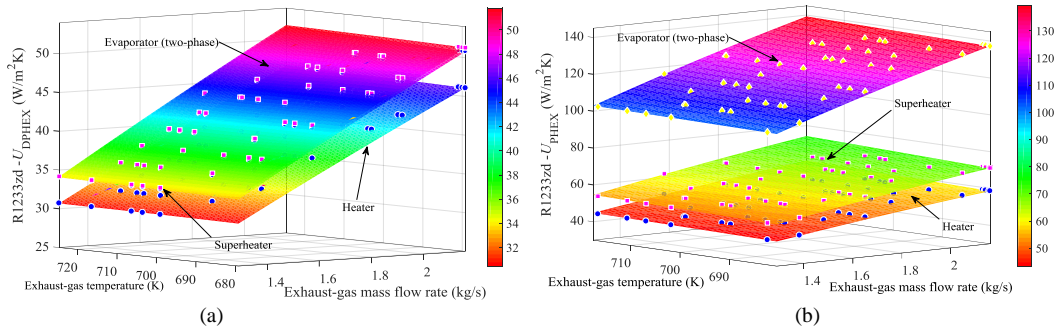 (a)
R1233zd - U_DPHEX (W/m²K)
50
45
40
35
30
25
Evaporator (two-phase)
Heater
Superheater
720
710
700
690
680
Exhaust-gas temperature (K)
1.4
1.6
1.8
2
Exhaust-gas mass flow rate (kg/s)
50
48
46
44
42
40
38
36
34
32
(b)
R1233zd - U_PHEX (W/m²K)
140
120
100
80
60
40
Evaporator (two-phase)
Superheater
Heater
710
700
690
Exhaust-gas temperature (K)
1.4
1.6
1.8
2
Exhaust-gas mass flow rate (kg/s)
130
120
110
100
90
80
70
60
50
(a)
(b)